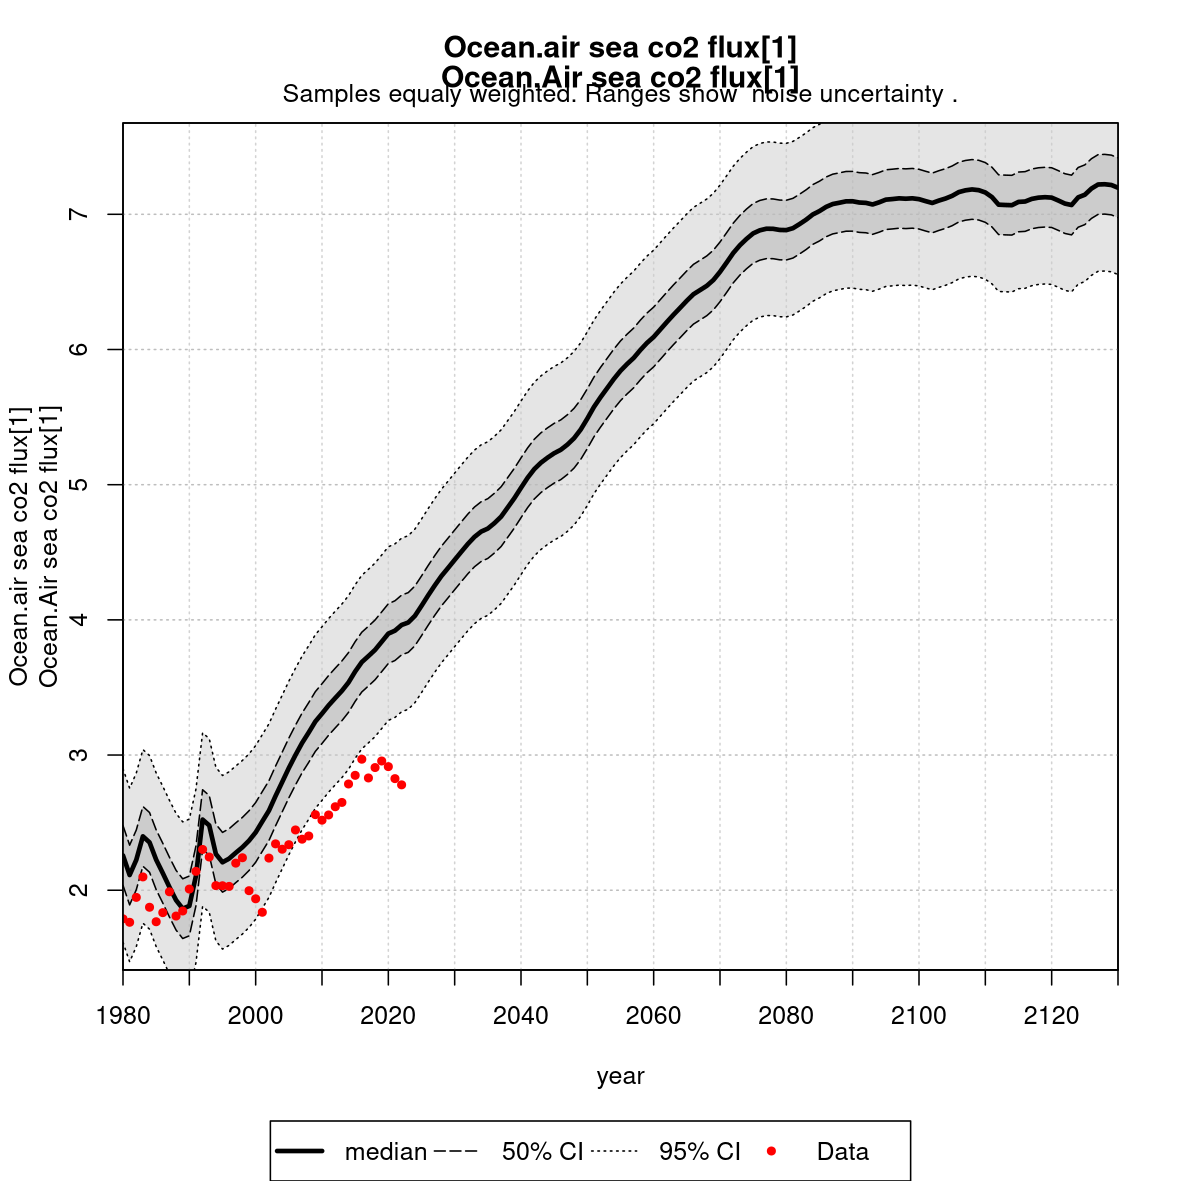 Ocean.air sea co2 flux[1]
Ocean.Air sea co2 flux[1]
Samples equaly weighted. Ranges show  noise uncertainty .
Ocean.air sea co2 flux[1]
Ocean.Air sea co2 flux[1]
7
6
5
4
3
2
1980 2000 2020 2040 2060 2080 2100 2120
year
median 50% CI 95% CI Data